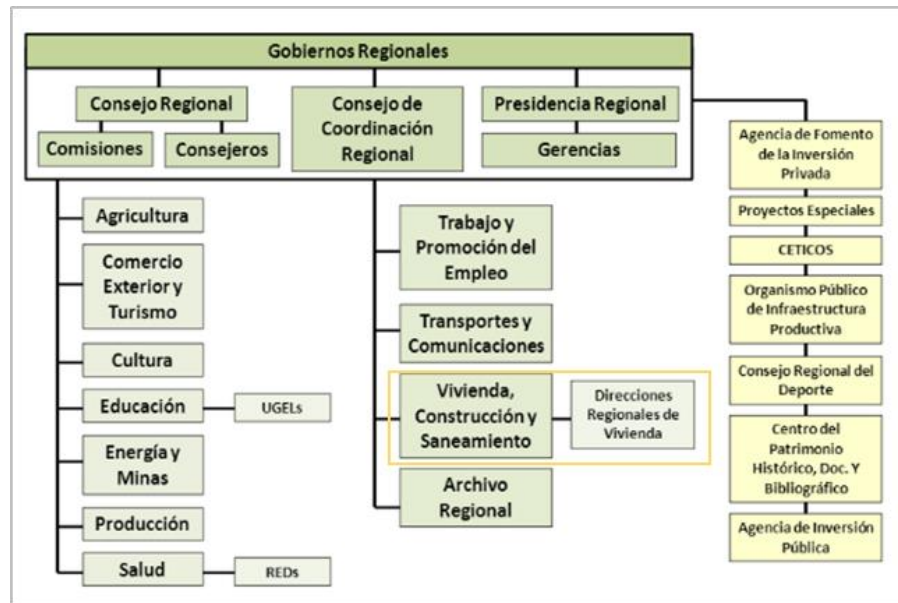 Gobiernos Regionales
Consejo Regional
Comisiones
Consejeros
Consejo de
Coordinación
Regional
Presidencia Regional
Gerencias
Agricultura
Comercio
Exterior y
Turismo
Cultura
Educación
UGELs
Energía y
Minas
Producción
Salud
REDs
Trabajo y
Promoción del
Empleo
Transportes y
Comunicaciones
Vivienda,
Construcción y
Saneamiento
Direcciones
Regionales de
Vivienda
Archivo
Regional
Agencia de Fomento
de la Inversión
Privada
Proyectos Especiales
CETICOS
Organismo Público
de Infraestructura
Productiva
Consejo Regional del
Deporte
Centro del
Patrimonio
Histórico, Doc. Y
Bibliográfico
Agencia de Inversión
Pública